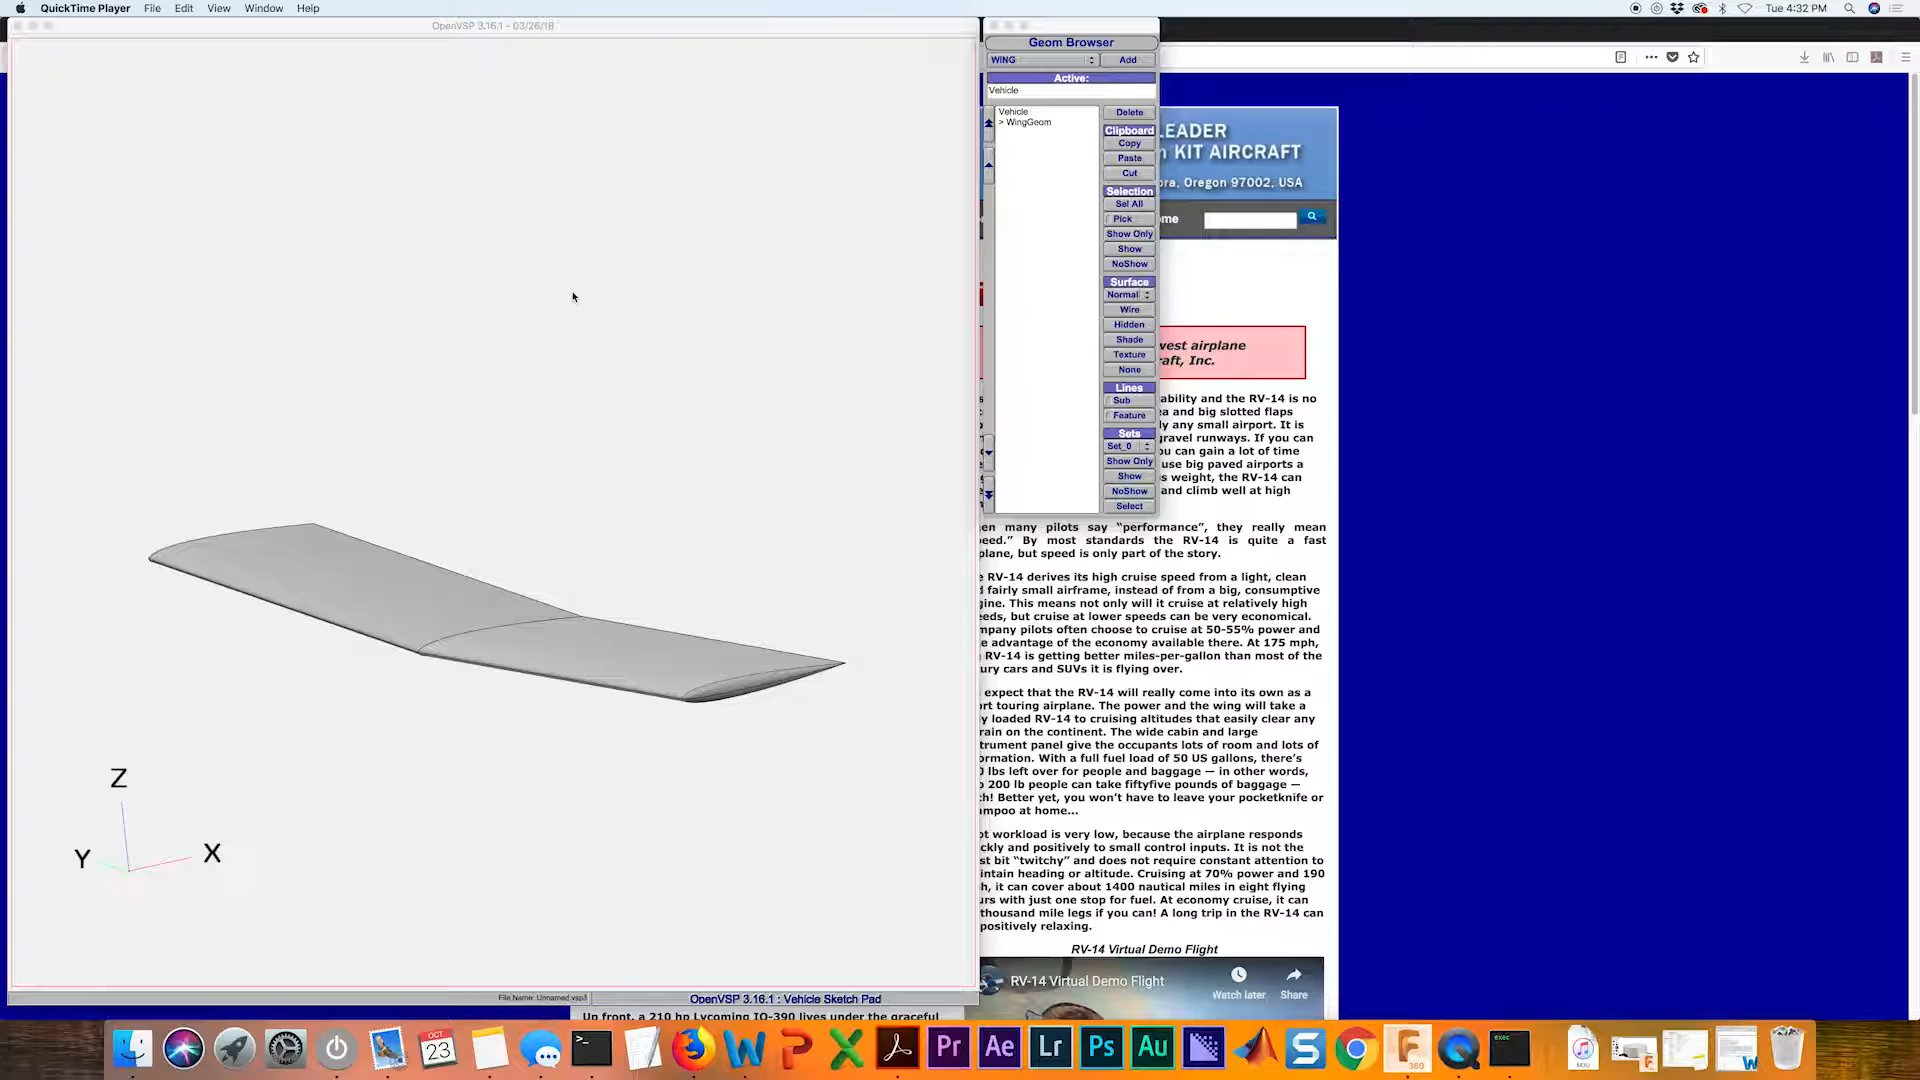 QuickTime Player File Edit View Window Help
Tue 4:32 PM
OpenVSP 3.16.1 - 03/26/18
Geom Browser
WING
Add
Active:
Vehicle
Vehicle
> WingGeom
Delete
Clipboard
Copy
Paste
Cut
Selection
Sel All
Pick
Show Only
Show
NoShow
Surface
Normal
Wire
Hidden
Shade
Texture
None
Lines
Sub
Feature
Sets
Set_0
Show Only
Show
NoShow
Select
LEADER
KIT AIRCRAFT
Oregon 97002, USA
west airplane
Inc.
ability and the RV-14 is no
and big slotted flaps
any small airport. It is
gravel runways. If you can
can gain a lot of time
use big paved airports a
weight, the RV-14 can
and climb well at high
many pilots say “performance”, they really mean
By most standards the RV-14 is quite a fast
plane, but speed is only part of the story.
RV-14 derives its high cruise speed from a light, clean
fairly small airframe, instead of from a big, consumptive
This means not only will it cruise at relatively high
but cruise at lower speeds can be very economical.
pilots often choose to cruise at 50-55% power and
advantage of the economy available there. At 175 mph,
RV-14 is getting better miles-per-gallon than most of the
cars and SUVs it is flying over.
expect that the RV-14 will really come into its own as a
touring airplane. The power and the wing will take a
loaded RV-14 to cruising altitudes that easily clear any
on the continent. The wide cabin and large
panel give the occupants lots of room and lots of
With a full fuel load of 50 US gallons, there’s
lbs left over for people and baggage — in other words,
200 lb people can take fiftyfive pounds of baggage —
Better yet, you won’t have to leave your pocketknife or
at home...
workload is very low, because the airplane responds
and positively to small control inputs. It is not the
bit “twitchy” and does not require constant attention to
heading or altitude. Cruising at 70% power and 190
it can cover about 1400 nautical miles in eight flying
with just one stop for fuel. At economy cruise, it can
thousand mile legs if you can! A long trip in the RV-14 can
positively relaxing.
RV-14 Virtual Demo Flight
RV-14 Virtual Demo Flight
Watch later
Share
Z
Y
X
File Name: Unnamed.vsp3
OpenVSP 3.16.1 : Vehicle Sketch Pad
Up front, a 210 hp Lycoming IO-390 lives under the graceful
OCT
23
Pr
Ae
Lr
Ps
Au
360
exec